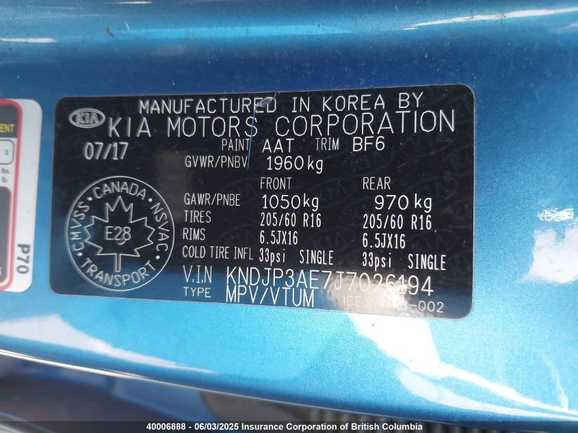 MANUFACTURED IN KOREA BY
KIA KIA MOTORS CORPORATION
07/17 PAINT AAT TRIM BF6
GVWR/PNBV 1960kg
FRONT REAR
GAWR/PNBE 1050kg 970kg
TIRES 205/60 R16 205/60 R16
RIMS 6.5JX16 6.5JX16
COLD TIRE INFL 33psi SINGLE 33psi SINGLE
V.I.N KNDJP3AE7J7026194
TYPE MPV/VTUM
-002
CANADA
CMVSS NSVAC
E28
TRANSPORT
P70
40006888 - 06/03/2025 Insurance Corporation of British Columbia